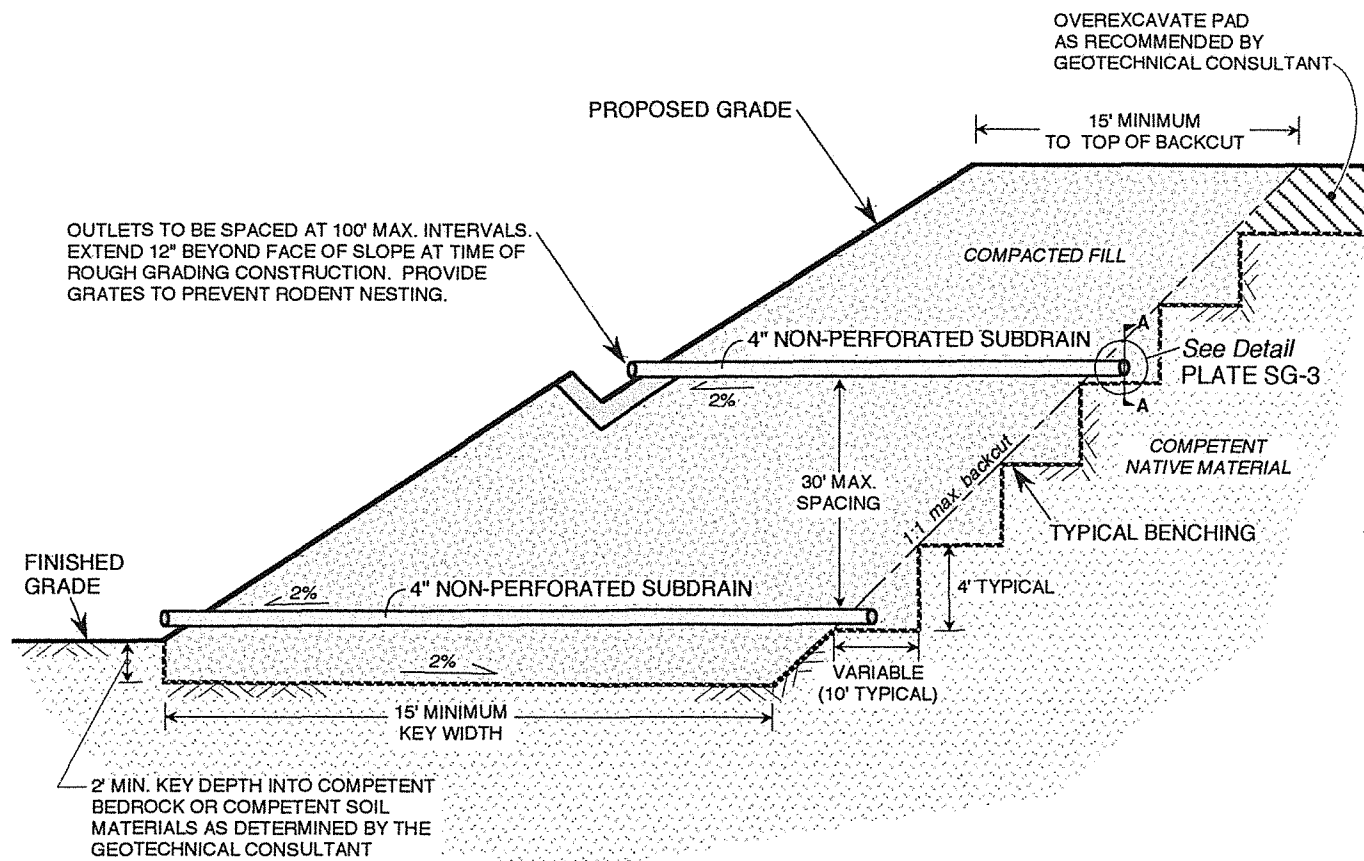 OVEREXCAVATE PAD
AS RECOMMENDED BY
GEOTECHNICAL CONSULTANT
PROPOSED GRADE
15' MINIMUM
TO TOP OF BACKCUT
OUTLETS TO BE SPACED AT 100' MAX. INTERVALS.
EXTEND 12" BEYOND FACE OF SLOPE AT TIME OF
ROUGH GRADING CONSTRUCTION. PROVIDE
GRATES TO PREVENT RODENT NESTING.
COMPACTED FILL
4" NON-PERFORATED SUBDRAIN
2%
A
See Detail
PLATE SG-3
A
COMPETENT
NATIVE MATERIAL
30' MAX.
SPACING
1:1 max. backcut
TYPICAL BENCHING
FINISHED
GRADE
2%
4" NON-PERFORATED SUBDRAIN
4' TYPICAL
2%
VARIABLE
(10' TYPICAL)
15' MINIMUM
KEY WIDTH
2' MIN. KEY DEPTH INTO COMPETENT
BEDROCK OR COMPETENT SOIL
MATERIALS AS DETERMINED BY THE
GEOTECHNICAL CONSULTANT